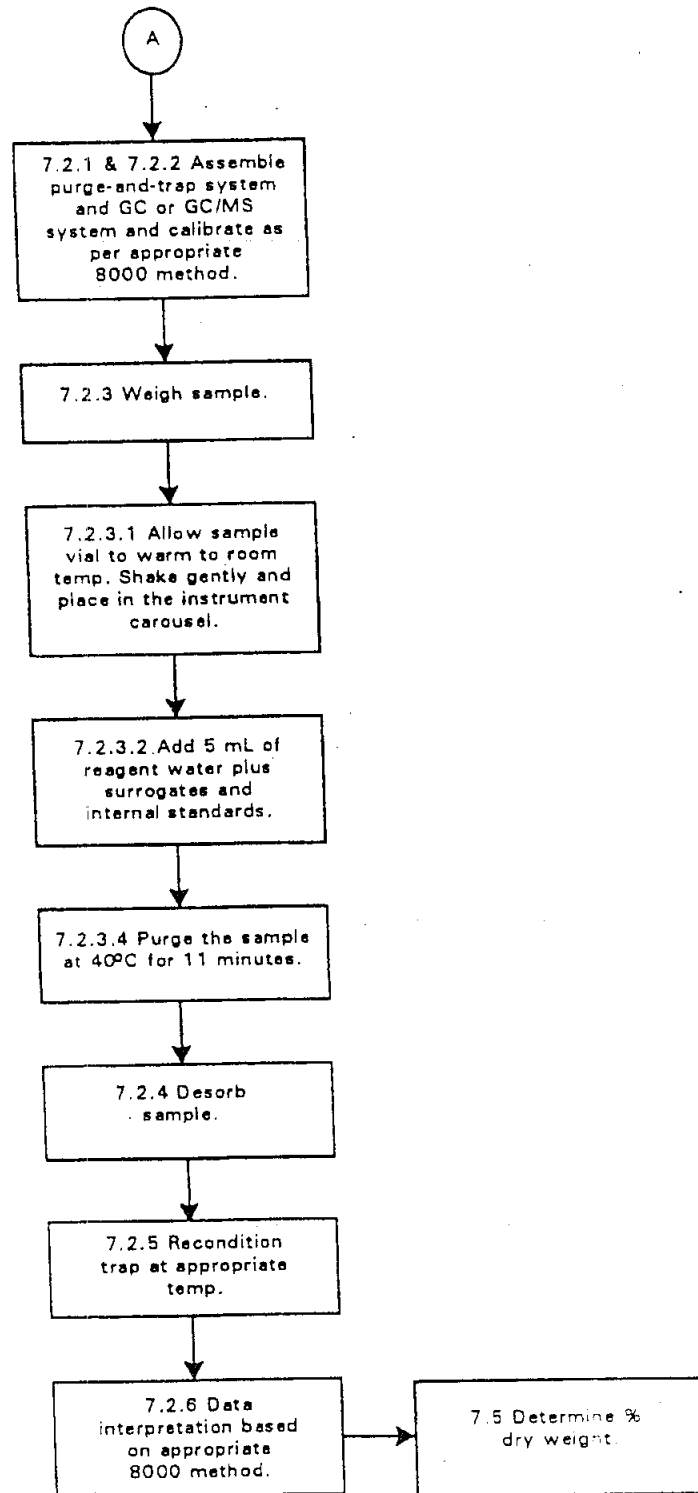 A
7.2.1 & 7.2.2 Assemble
purge-and-trap system
and GC or GC/MS
system and calibrate as
per appropriate
8000 method.
7.2.3 Weigh sample.
7.2.3.1 Allow sample
vial to warm to room
temp. Shake gently and
place in the instrument
carousel.
7.2.3.2 Add 5 mL of
reagent water plus
surrogates and
internal standards.
7.2.3.4 Purge the sample
at 40ºC for 11 minutes.
7.2.4 Desorb
sample.
7.2.5 Recondition
trap at appropriate
temp.
7.2.6 Data
interpretation based
on appropriate
8000 method.
7.5 Determine %
dry weight.